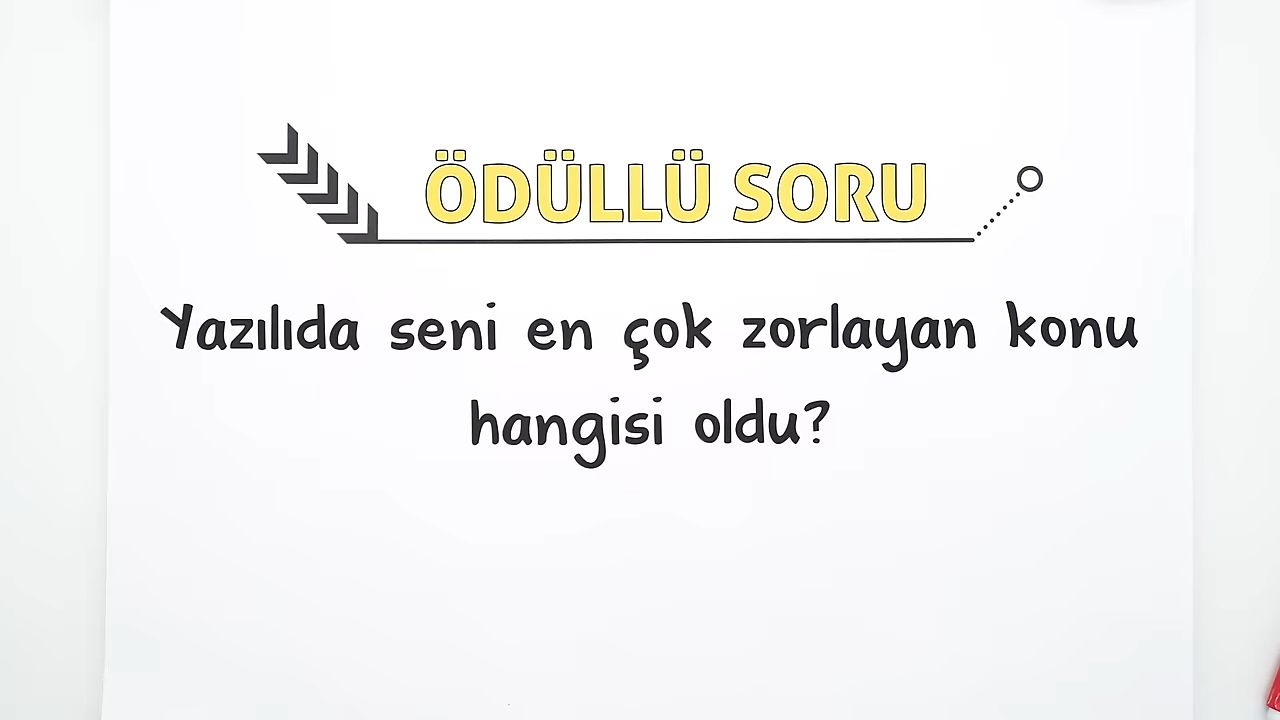 ÖDÜLLÜ SORU
Yazılıda seni en çok zorlayan konu
hangisi oldu?